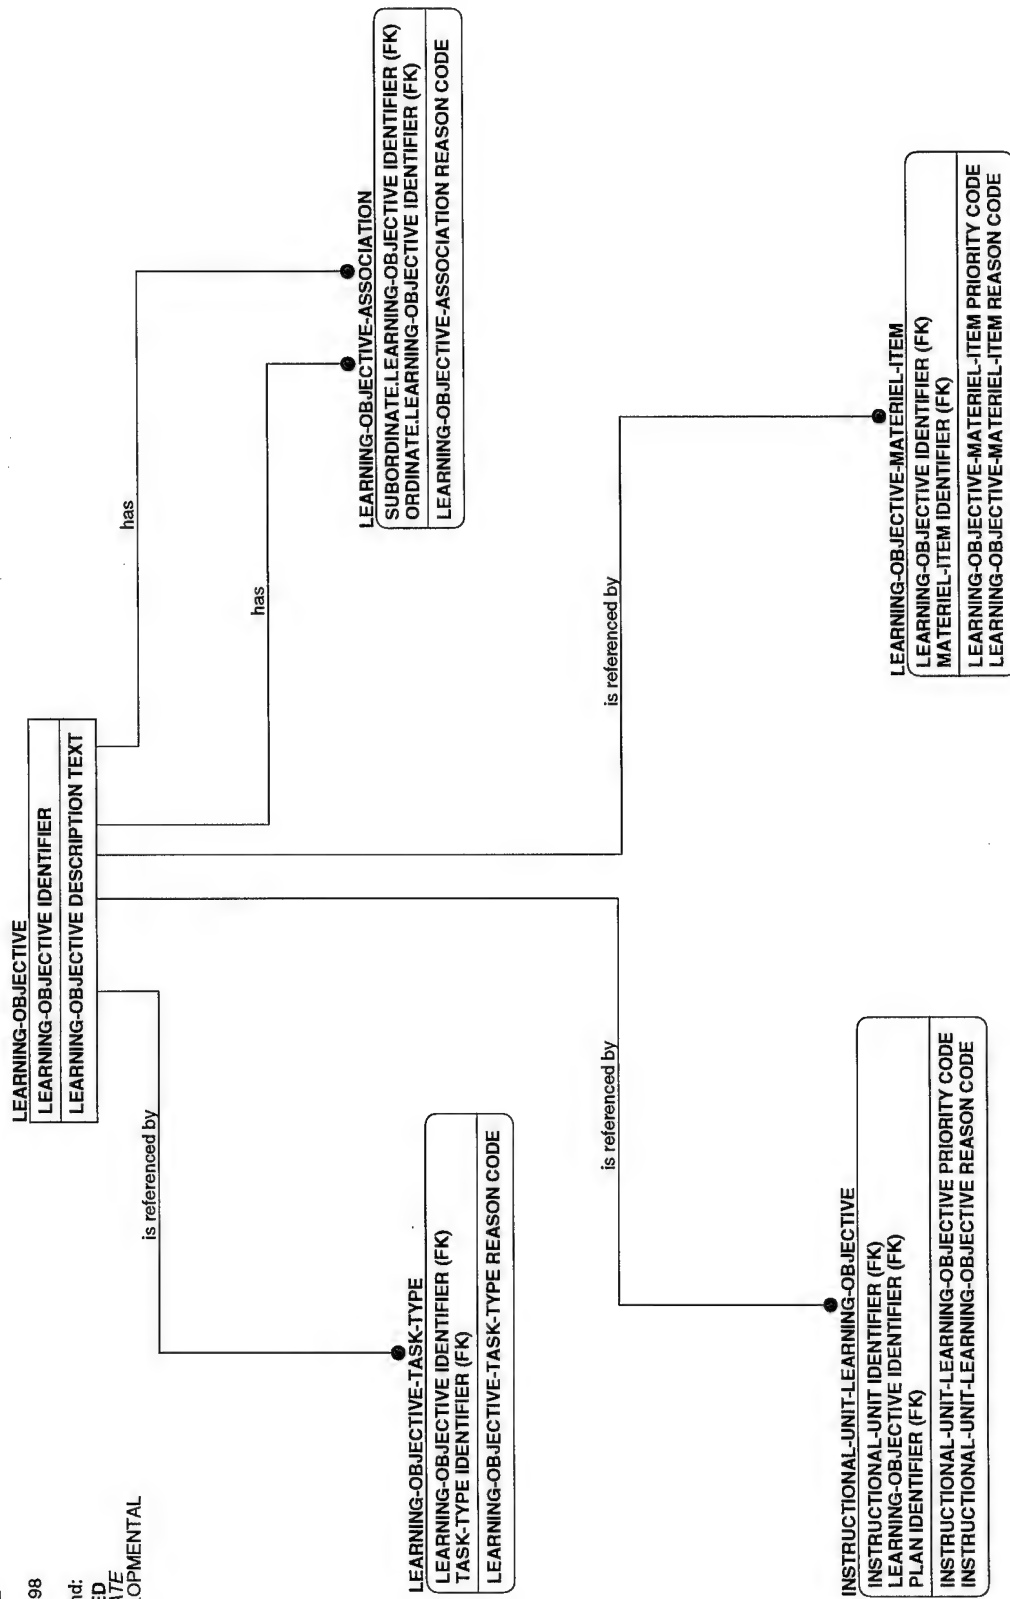 98
nd:
ED
ATE
OPMENTAL
LEARNING-OBJECTIVE
LEARNING-OBJECTIVE IDENTIFIER
LEARNING-OBJECTIVE DESCRIPTION TEXT
is referenced by
has
has
LEARNING-OBJECTIVE-TASK-TYPE
LEARNING-OBJECTIVE IDENTIFIER (FK)
TASK-TYPE IDENTIFIER (FK)
LEARNING-OBJECTIVE-TASK-TYPE REASON CODE
LEARNING-OBJECTIVE-ASSOCIATION
SUBORDINATE.LEARNING-OBJECTIVE IDENTIFIER (FK)
ORDINATE.LEARNING-OBJECTIVE IDENTIFIER (FK)
LEARNING-OBJECTIVE-ASSOCIATION REASON CODE
is referenced by
is referenced by
INSTRUCTIONAL-UNIT-LEARNING-OBJECTIVE
INSTRUCTIONAL-UNIT IDENTIFIER (FK)
LEARNING-OBJECTIVE IDENTIFIER (FK)
PLAN IDENTIFIER (FK)
INSTRUCTIONAL-UNIT-LEARNING-OBJECTIVE PRIORITY CODE
INSTRUCTIONAL-UNIT-LEARNING-OBJECTIVE REASON CODE
LEARNING-OBJECTIVE-MATERIEL-ITEM
LEARNING-OBJECTIVE IDENTIFIER (FK)
MATERIEL-ITEM IDENTIFIER (FK)
LEARNING-OBJECTIVE-MATERIEL-ITEM PRIORITY CODE
LEARNING-OBJECTIVE-MATERIEL-ITEM REASON CODE